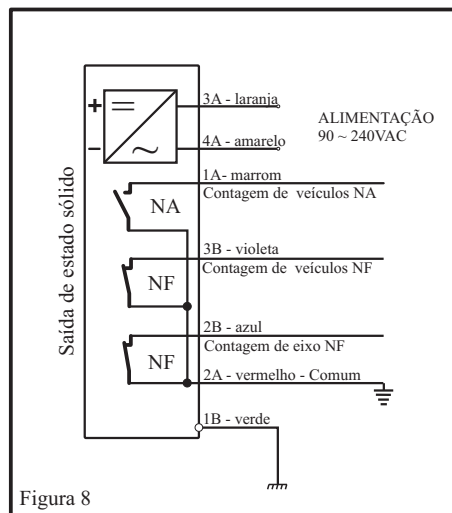 3A - laranja
ALIMENTAÇÃO
90 ~ 240VAC
4A - amarelo
1A- marrom
Contagem de veículos NA
NA
3B - violeta
Contagem de veículos NF
NF
2B - azul
Contagem de eixo NF
NF
2A - vermelho - Comum
1B - verde
Saída de estado sólido
Figura 8